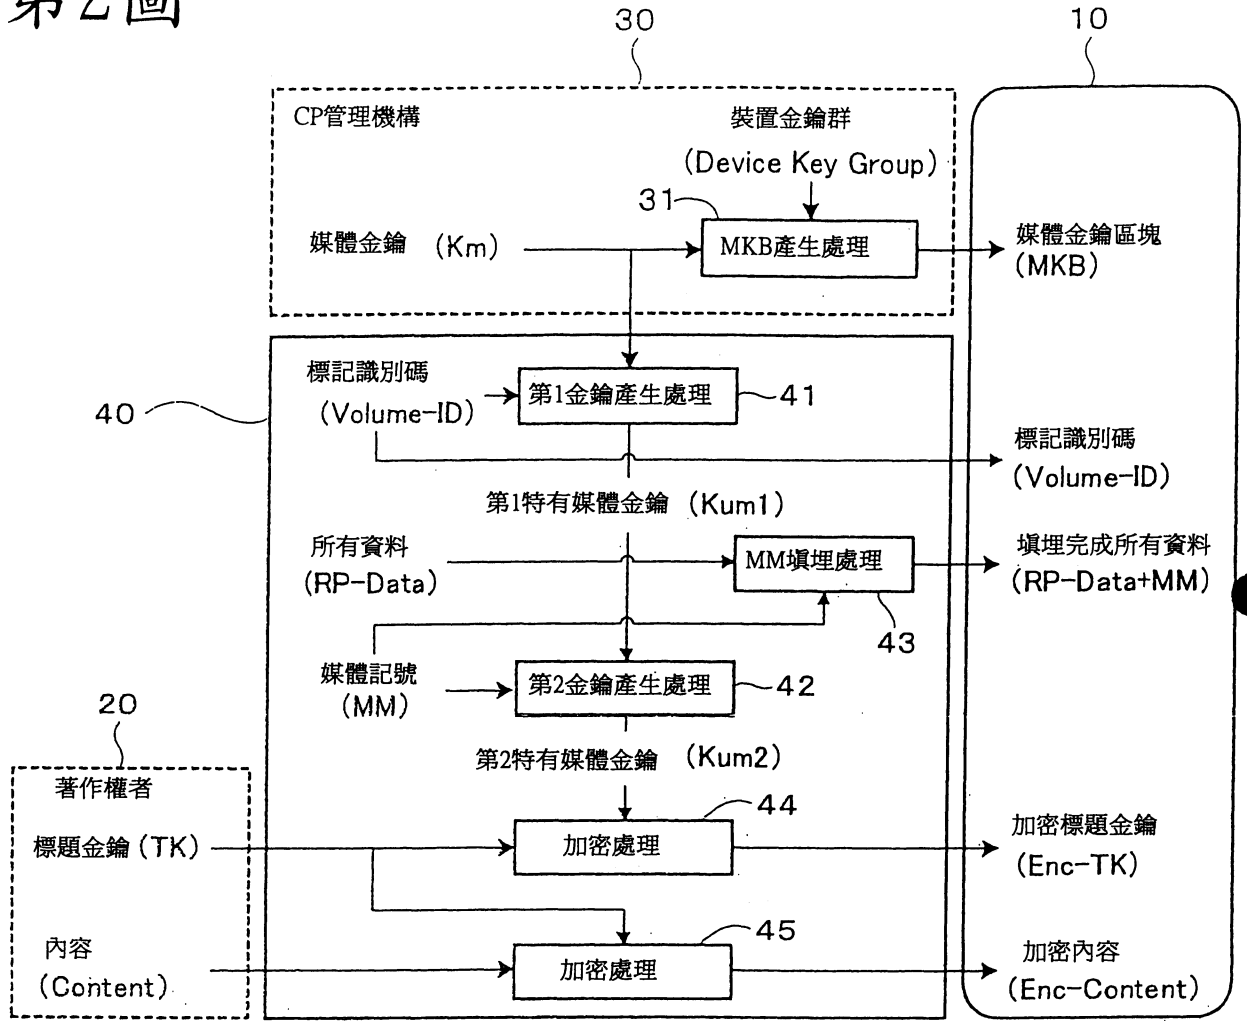 第2圖
30
10
CP管理機構
裝置金鑰群
(Device Key Group)
31
媒體金鑰 (Km)
MKB產生處理
媒體金鑰區塊
(MKB)
40
標記識別碼
(Volume-ID)
第1金鑰產生處理
41
標記識別碼
(Volume-ID)
第1特有媒體金鑰 (Kum1)
所有資料
(RP-Data)
MM塡埋處理
塡埋完成所有資料
(RP-Data+MM)
43
媒體記號
(MM)
第2金鑰產生處理
42
20
第2特有媒體金鑰 (Kum2)
著作權者
標題金鑰(TK)
44
加密處理
加密標題金鑰
(Enc-TK)
45
內容
(Content)
加密處理
加密內容
(Enc-Content)